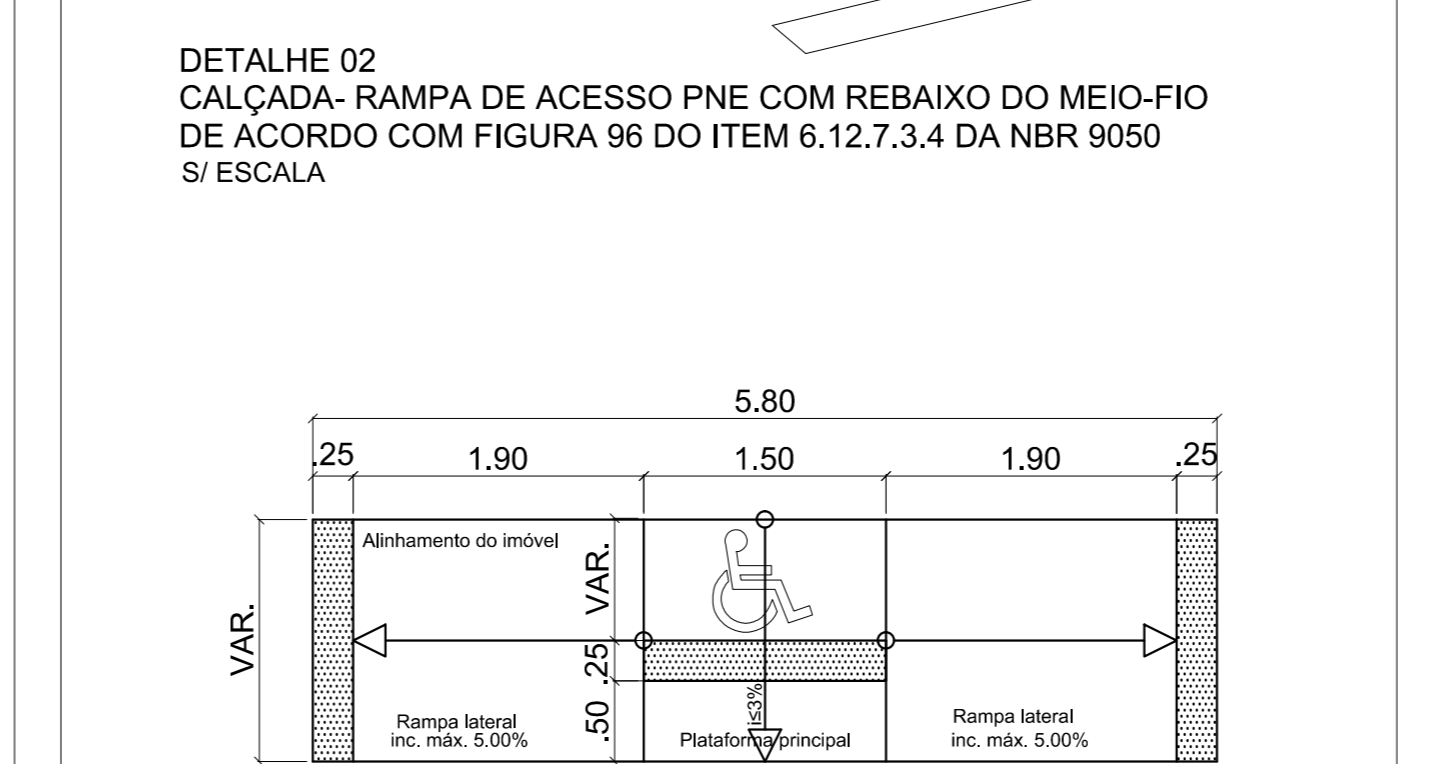 DETALHE 02
CALÇADA- RAMPA DE ACESSO PNE COM REBAIXO DO MEIO-FIO
DE ACORDO COM FIGURA 96 DO ITEM 6.12.7.3.4 DA NBR 9050
S/ ESCALA
5.80
.25
1.90
1.50
1.90
.25
Alinhamento do imóvel
VAR.
VAR.
.25
.50
i≤3%
Rampa lateral
inc. máx. 5.00%
Plataforma principal
Rampa lateral
inc. máx. 5.00%